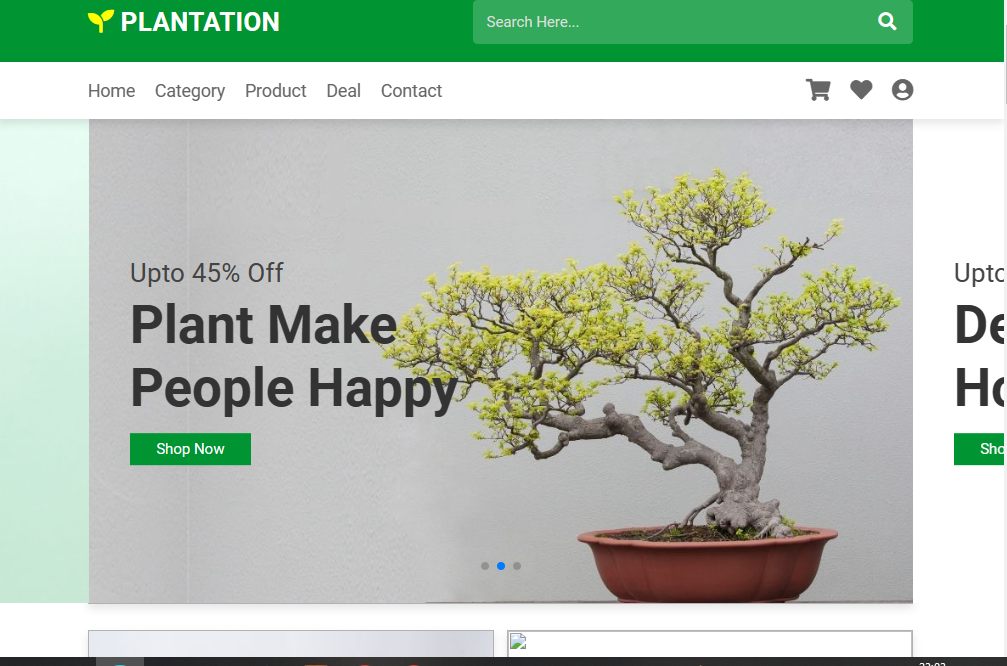 PLANTATION
Search Here...
Home Category Product Deal Contact
Upto 45% Off
Plant Make
People Happy
Shop Now
Upto
De
Ho
Sho